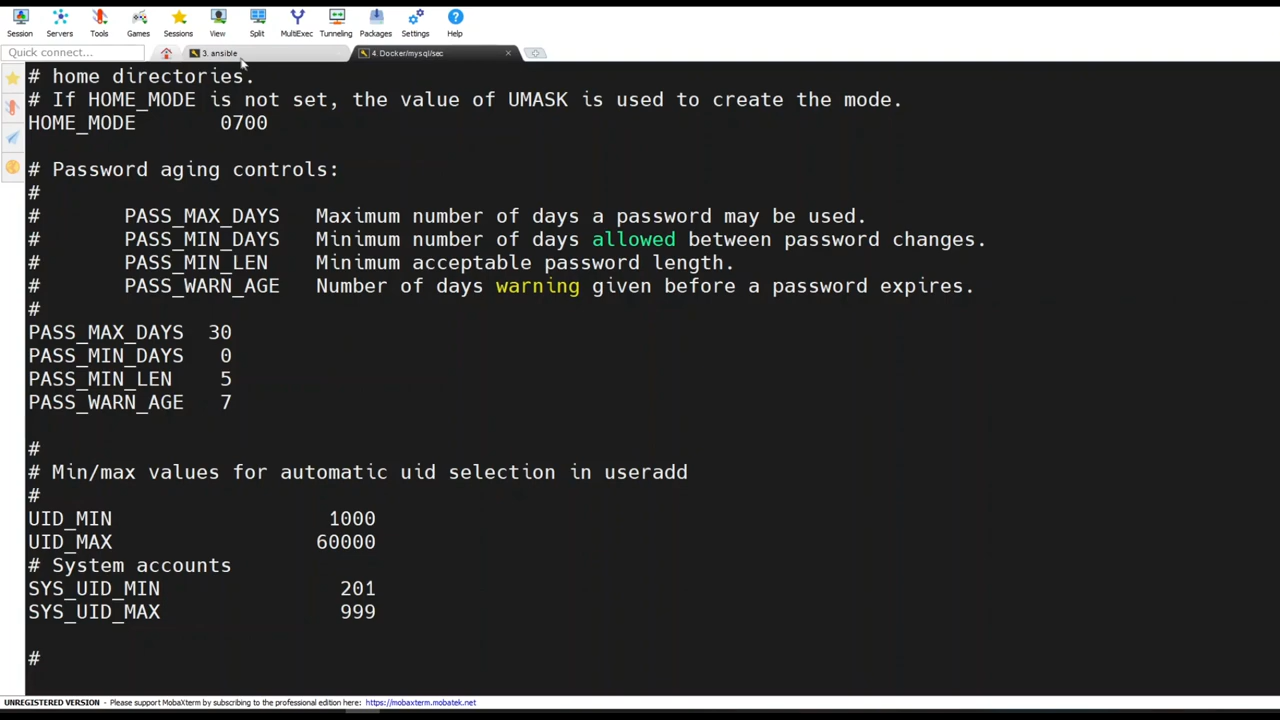 Session Servers Tools Games Sessions View Split MultiExec Tunneling Packages Settings Help
Quick connect... 3. ansible 4. Docker/mysql/sec
# home directories.
# If HOME_MODE is not set, the value of UMASK is used to create the mode.
HOME_MODE 0700
# Password aging controls:
#
# PASS_MAX_DAYS Maximum number of days a password may be used.
# PASS_MIN_DAYS Minimum number of days allowed between password changes.
# PASS_MIN_LEN Minimum acceptable password length.
# PASS_WARN_AGE Number of days warning given before a password expires.
#
PASS_MAX_DAYS 30
PASS_MIN_DAYS 0
PASS_MIN_LEN 5
PASS_WARN_AGE 7
#
# Min/max values for automatic uid selection in useradd
#
UID_MIN 1000
UID_MAX 60000
# System accounts
SYS_UID_MIN 201
SYS_UID_MAX 999
#
UNREGISTERED VERSION - Please support MobaXterm by subscribing to the professional edition here: https://mobaxterm.mobatek.net